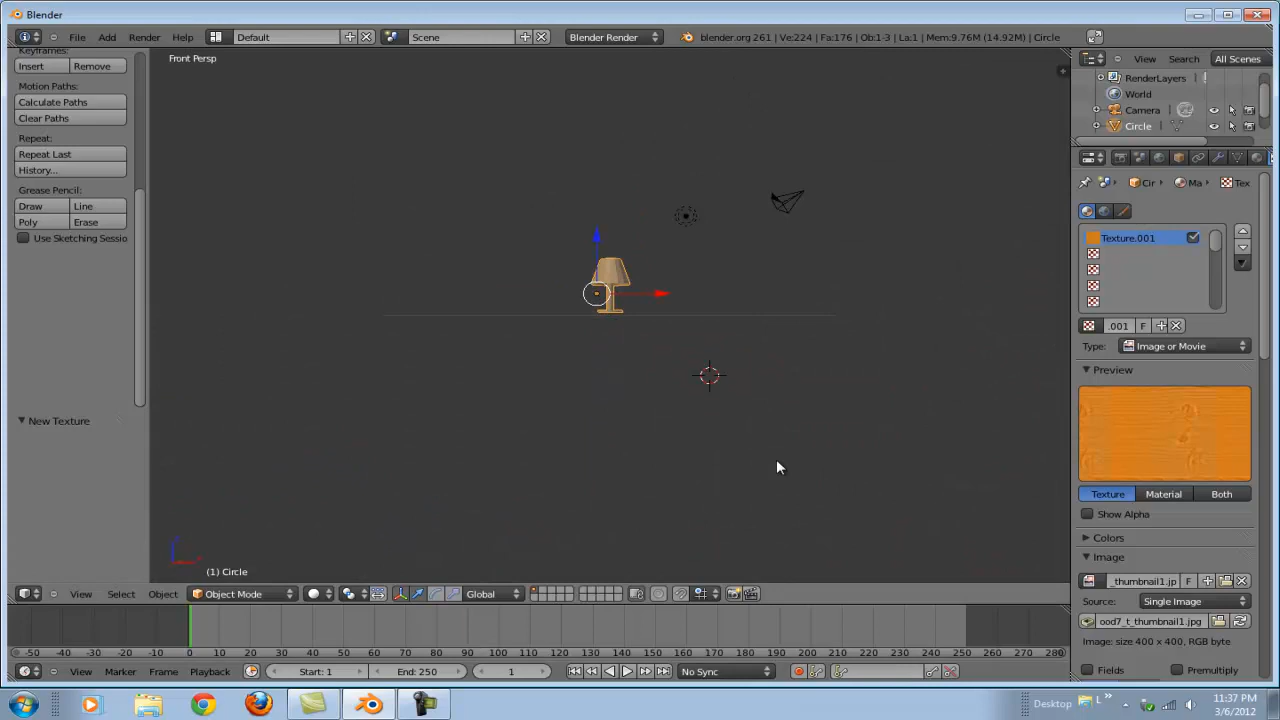 Blender
File Add Render Help Default Scene Blender Render blender.org 261 | Ve:224 | Fa:176 | Ob:1-3 | La:1 | Mem:9.76M (14.92M) | Circle
Keyframes:
Insert Remove
Motion Paths:
Calculate Paths
Clear Paths
Repeat:
Repeat Last
History...
Grease Pencil:
Draw Line
Poly Erase
Use Sketching Sessio
New Texture
Front Persp
(1) Circle
View Search All Scenes
RenderLayers
World
Camera
Circle
Cir Ma Tex
Texture.001
.001 F
Type: Image or Movie
Preview
Texture Material Both
Show Alpha
Colors
Image
_thumbnail1.jp F
Source: Single Image
ood7_t_thumbnail1.jpg
Image: size 400 x 400, RGB byte
Fields Premultiply
View Select Object Object Mode Global
-50 -40 -30 -20 -10 0 10 20 30 40 50 60 70 80 90 100 110 120 130 140 150 160 170 180 190 200 210 220 230 240 250 260 270 280
View Marker Frame Playback Start: 1 End: 250 1 No Sync
Desktop L » 11:37 PM
3/6/2012